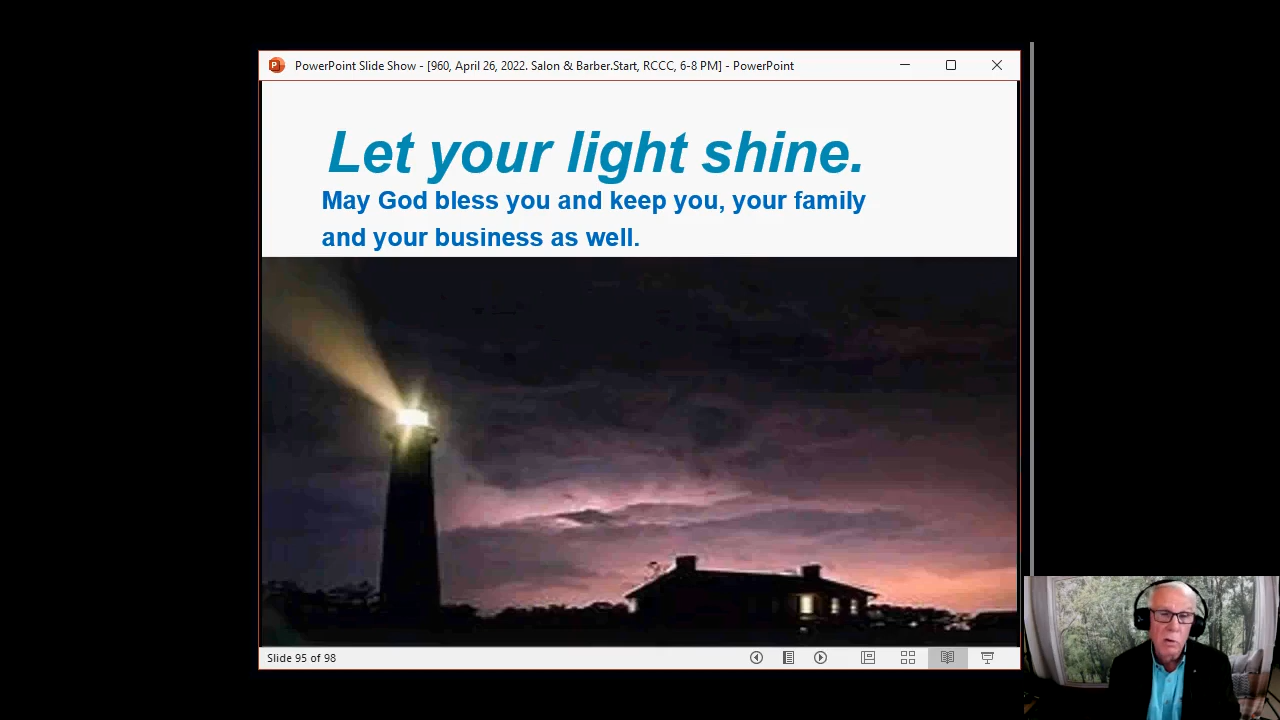 PowerPoint Slide Show - [960, April 26, 2022. Salon & Barber.Start, RCCC, 6-8 PM] - PowerPoint
Let your light shine.
May God bless you and keep you, your family
and your business as well.
Slide 95 of 98